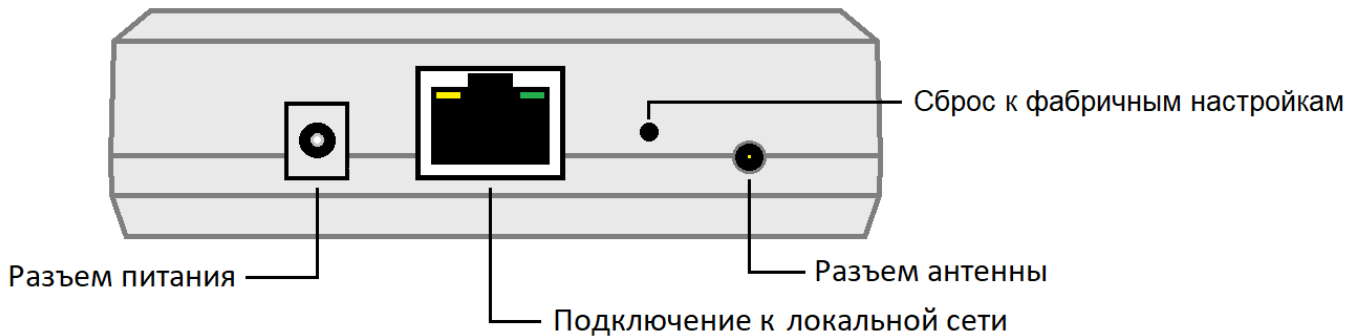 Сброс к фабричным настройкам
Разъем питания
Разъем антенны
Подключение к локальной сети